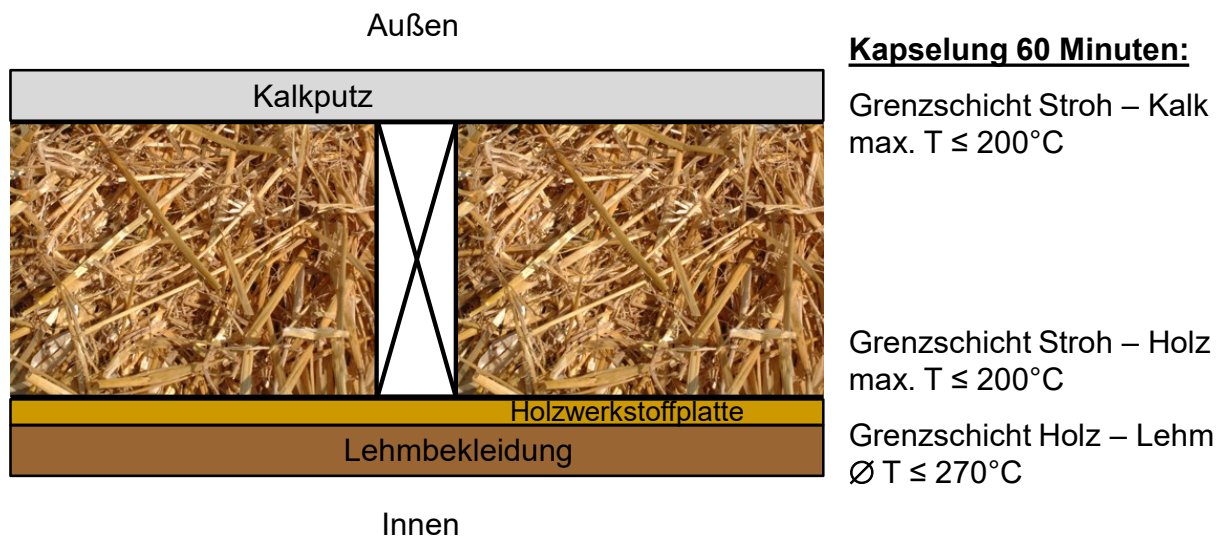 Außen
Kapselung 60 Minuten:
Kalkputz
Grenzschicht Stroh – Kalk
max. T ≤ 200°C
Grenzschicht Stroh – Holz
max. T ≤ 200°C
Holzwerkstoffplatte
Grenzschicht Holz – Lehm
Ø T ≤ 270°C
Lehmbekleidung
Innen